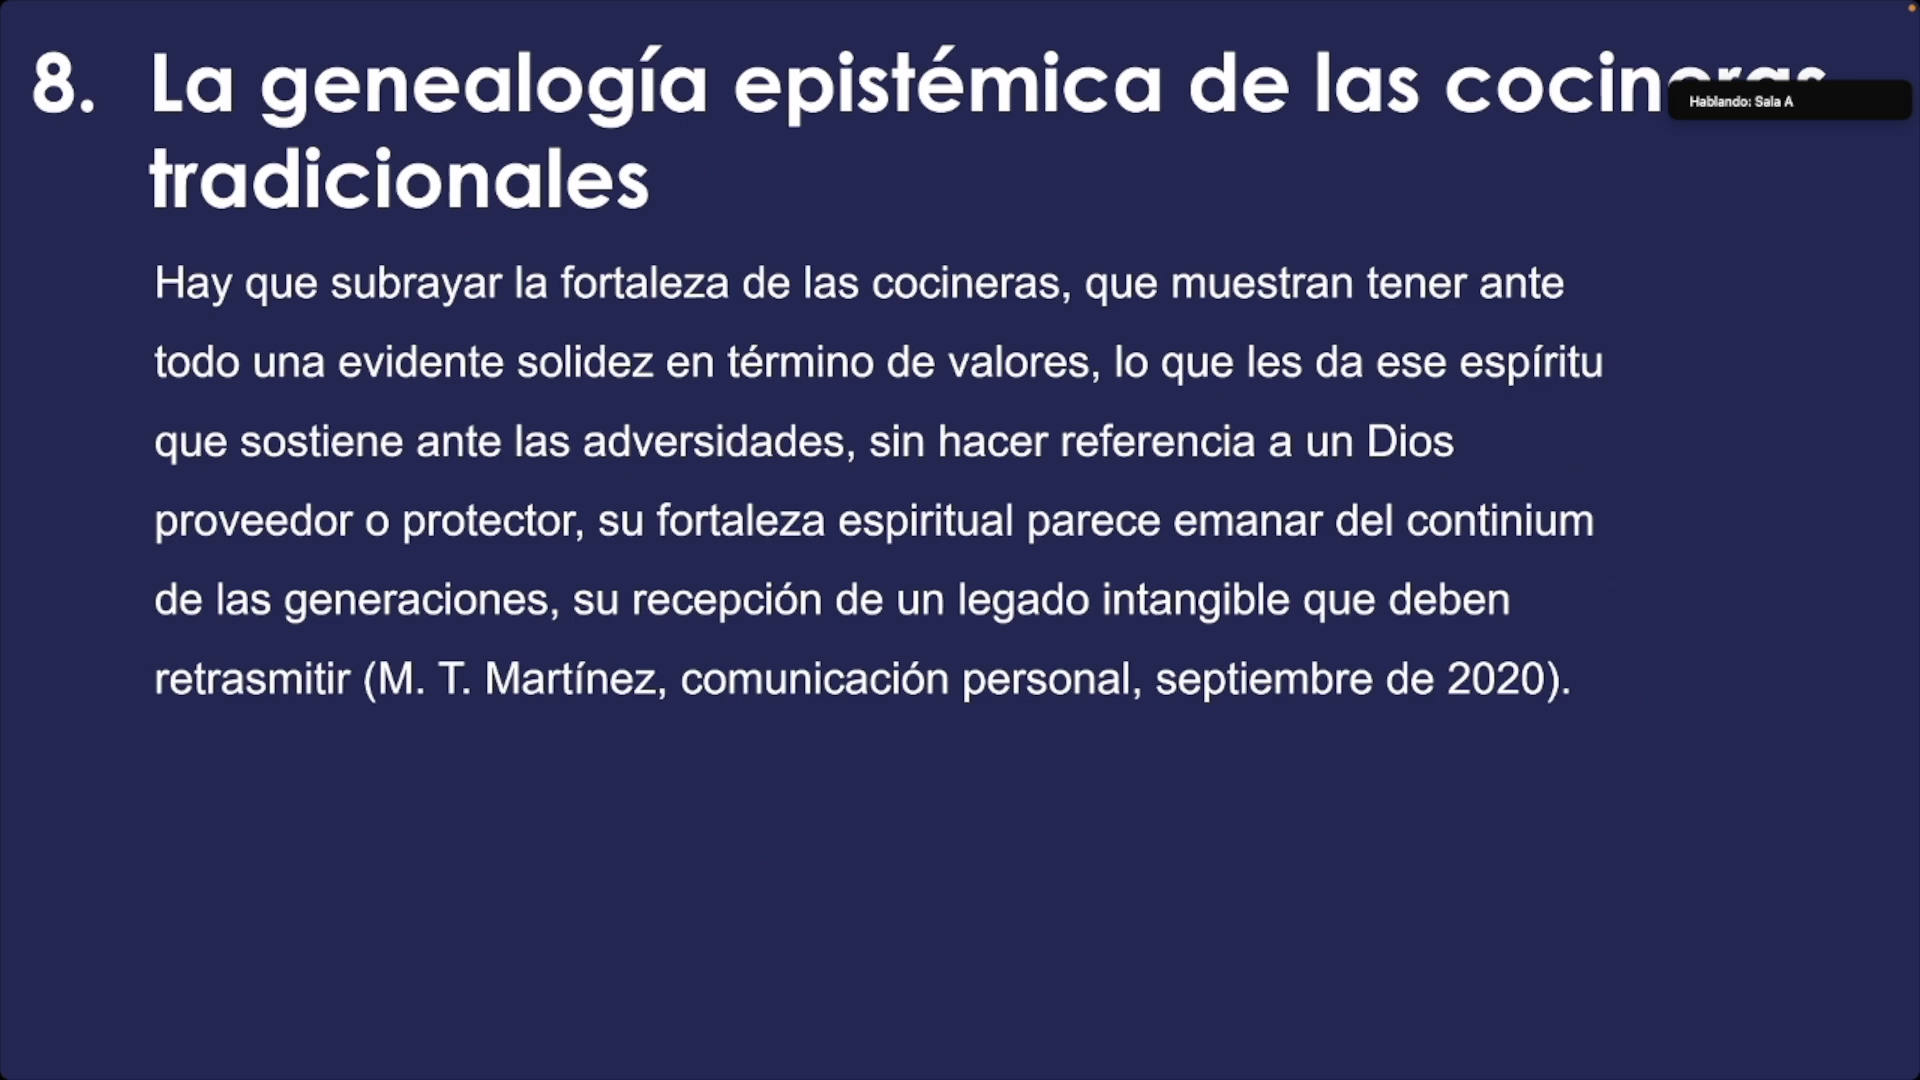 8. La genealogía epistémica de las cocineras
Hablando: Sala A
tradicionales
Hay que subrayar la fortaleza de las cocineras, que muestran tener ante
todo una evidente solidez en término de valores, lo que les da ese espíritu
que sostiene ante las adversidades, sin hacer referencia a un Dios
proveedor o protector, su fortaleza espiritual parece emanar del continium
de las generaciones, su recepción de un legado intangible que deben
retrasmitir (M. T. Martínez, comunicación personal, septiembre de 2020).